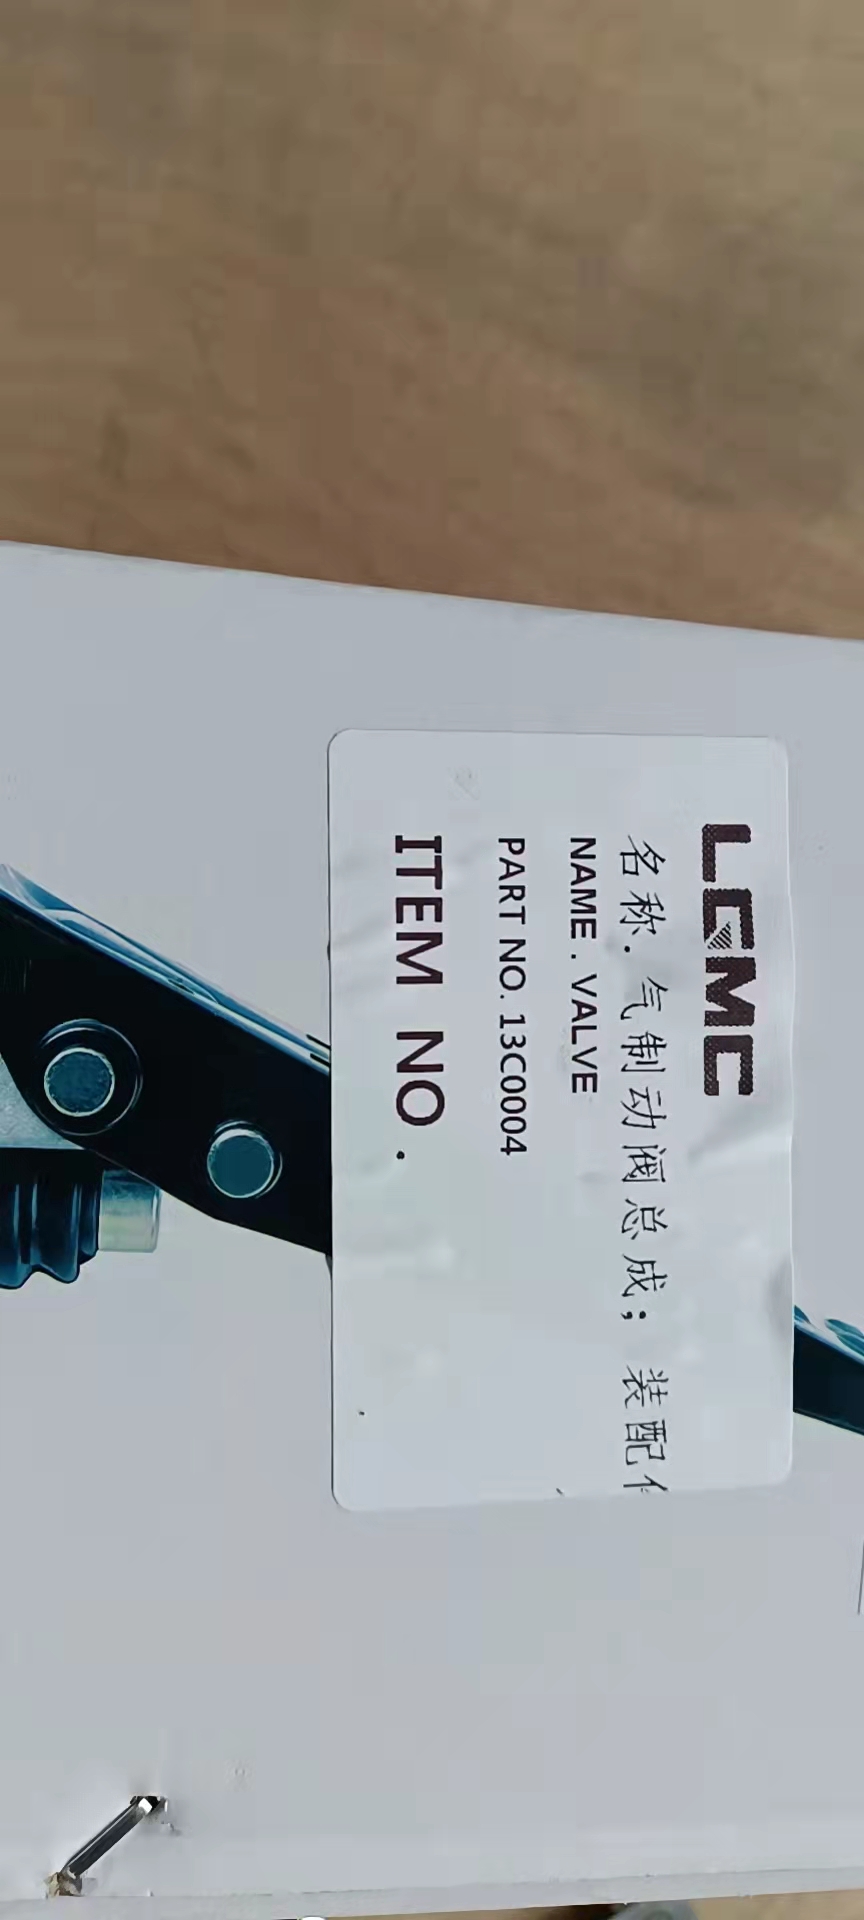 LGMC
名称.气制动阀总成; 装配
NAME . VALVE
PART NO. 13C0004
ITEM NO.